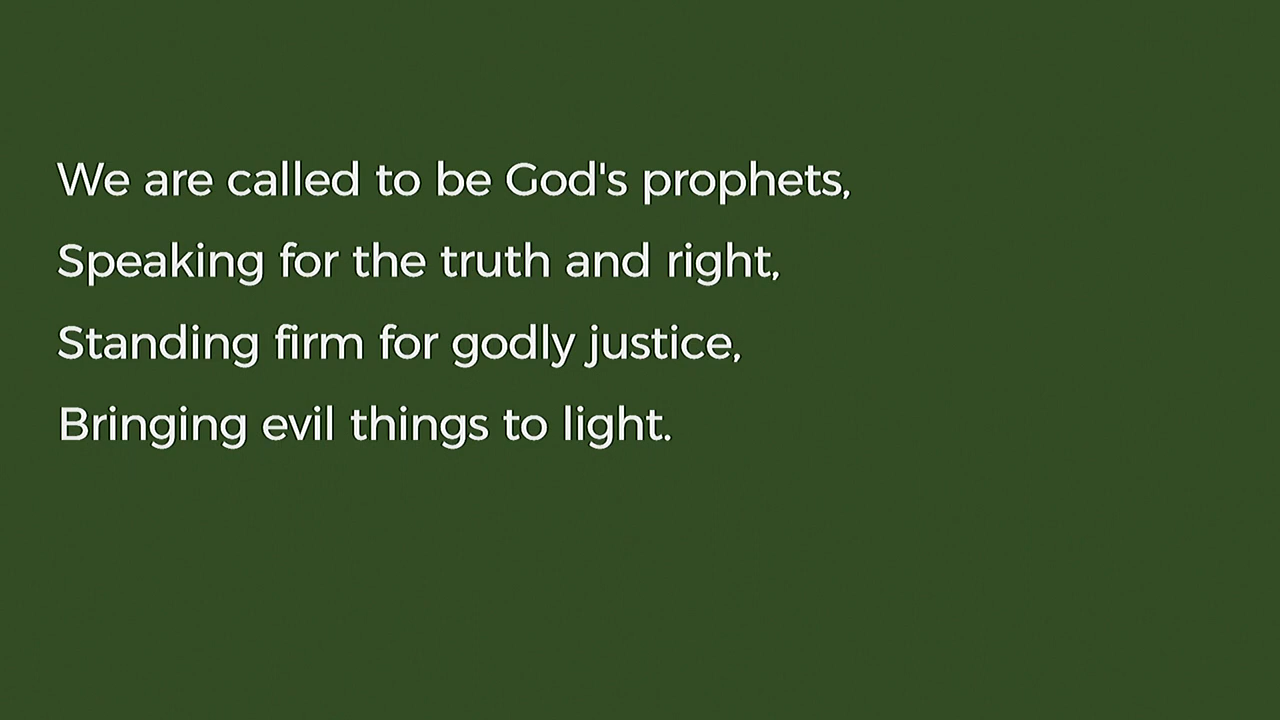 We are called to be God's prophets,
Speaking for the truth and right,
Standing firm for godly justice,
Bringing evil things to light.